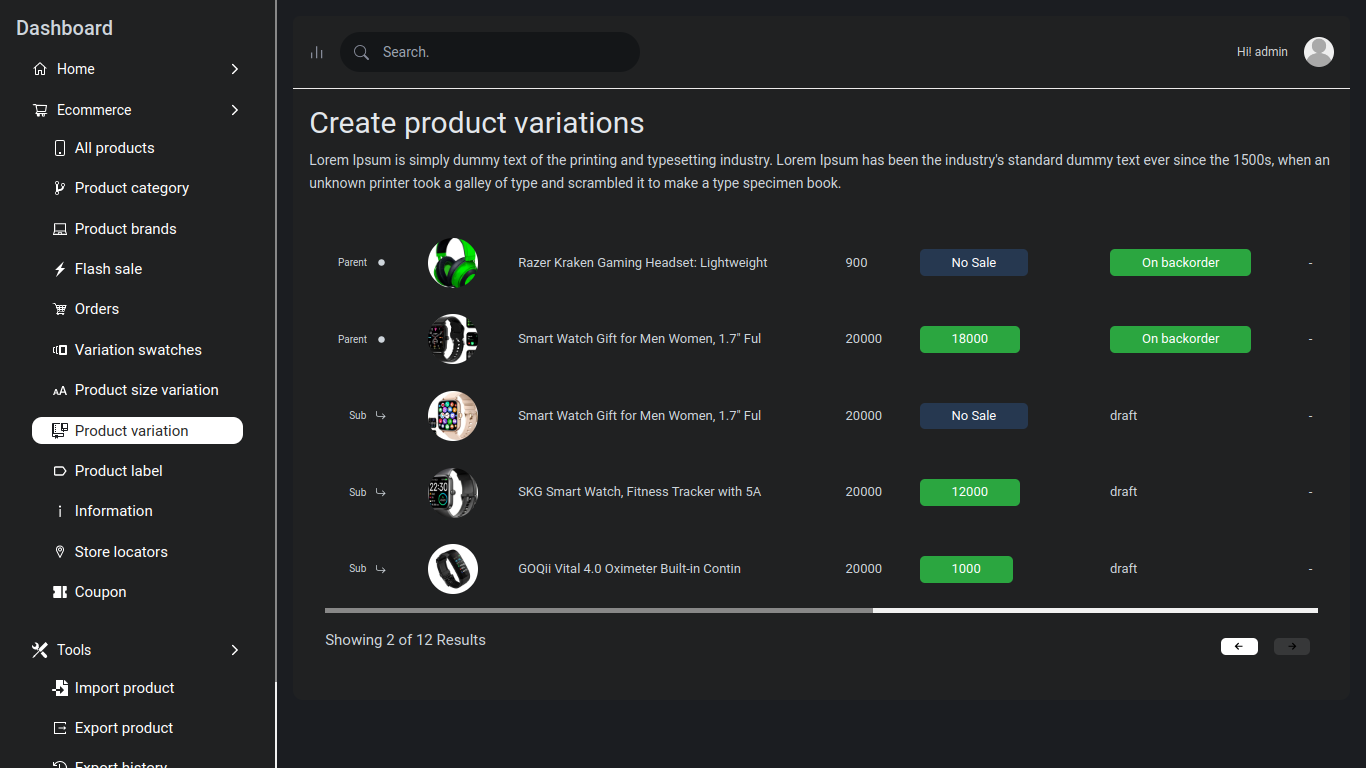 Dashboard
Home
Ecommerce
All products
Product category
Product brands
Flash sale
Orders
Variation swatches
Product size variation
Product variation
Product label
Information
Store locators
Coupon
Tools
Import product
Export product
Export history
Search.
Hi! admin
Create product variations
Lorem Ipsum is simply dummy text of the printing and typesetting industry. Lorem Ipsum has been the industry's standard dummy text ever since the 1500s, when an
unknown printer took a galley of type and scrambled it to make a type specimen book.
Parent Razer Kraken Gaming Headset: Lightweight 900 No Sale On backorder -
Parent Smart Watch Gift for Men Women, 1.7" Ful 20000 18000 On backorder -
Sub Smart Watch Gift for Men Women, 1.7" Ful 20000 No Sale draft -
Sub 22:30 SKG Smart Watch, Fitness Tracker with 5A 20000 12000 draft -
Sub GOQii Vital 4.0 Oximeter Built-in Contin 20000 1000 draft -
Showing 2 of 12 Results